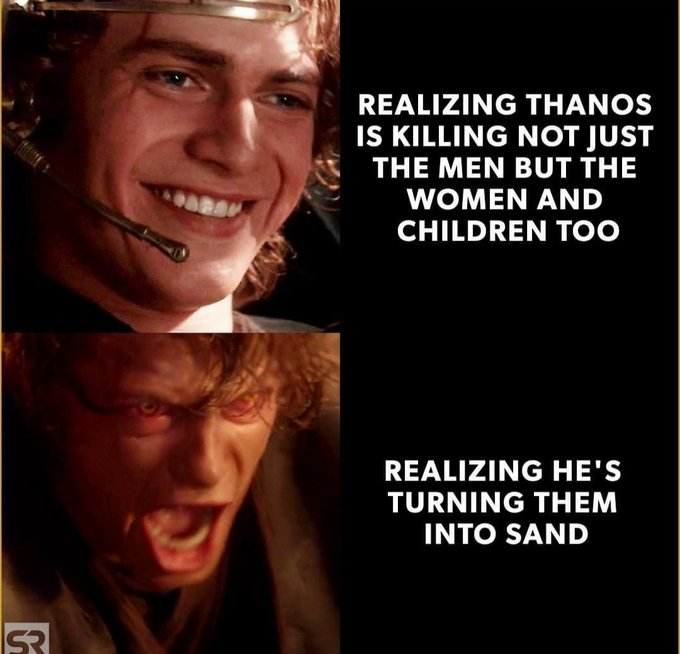 REALIZING THANOS
IS KILLING NOT JUST
THE MEN BUT THE
WOMEN AND
CHILDREN TOO
REALIZING HE'S
TURNING THEM
INTO SAND
SR